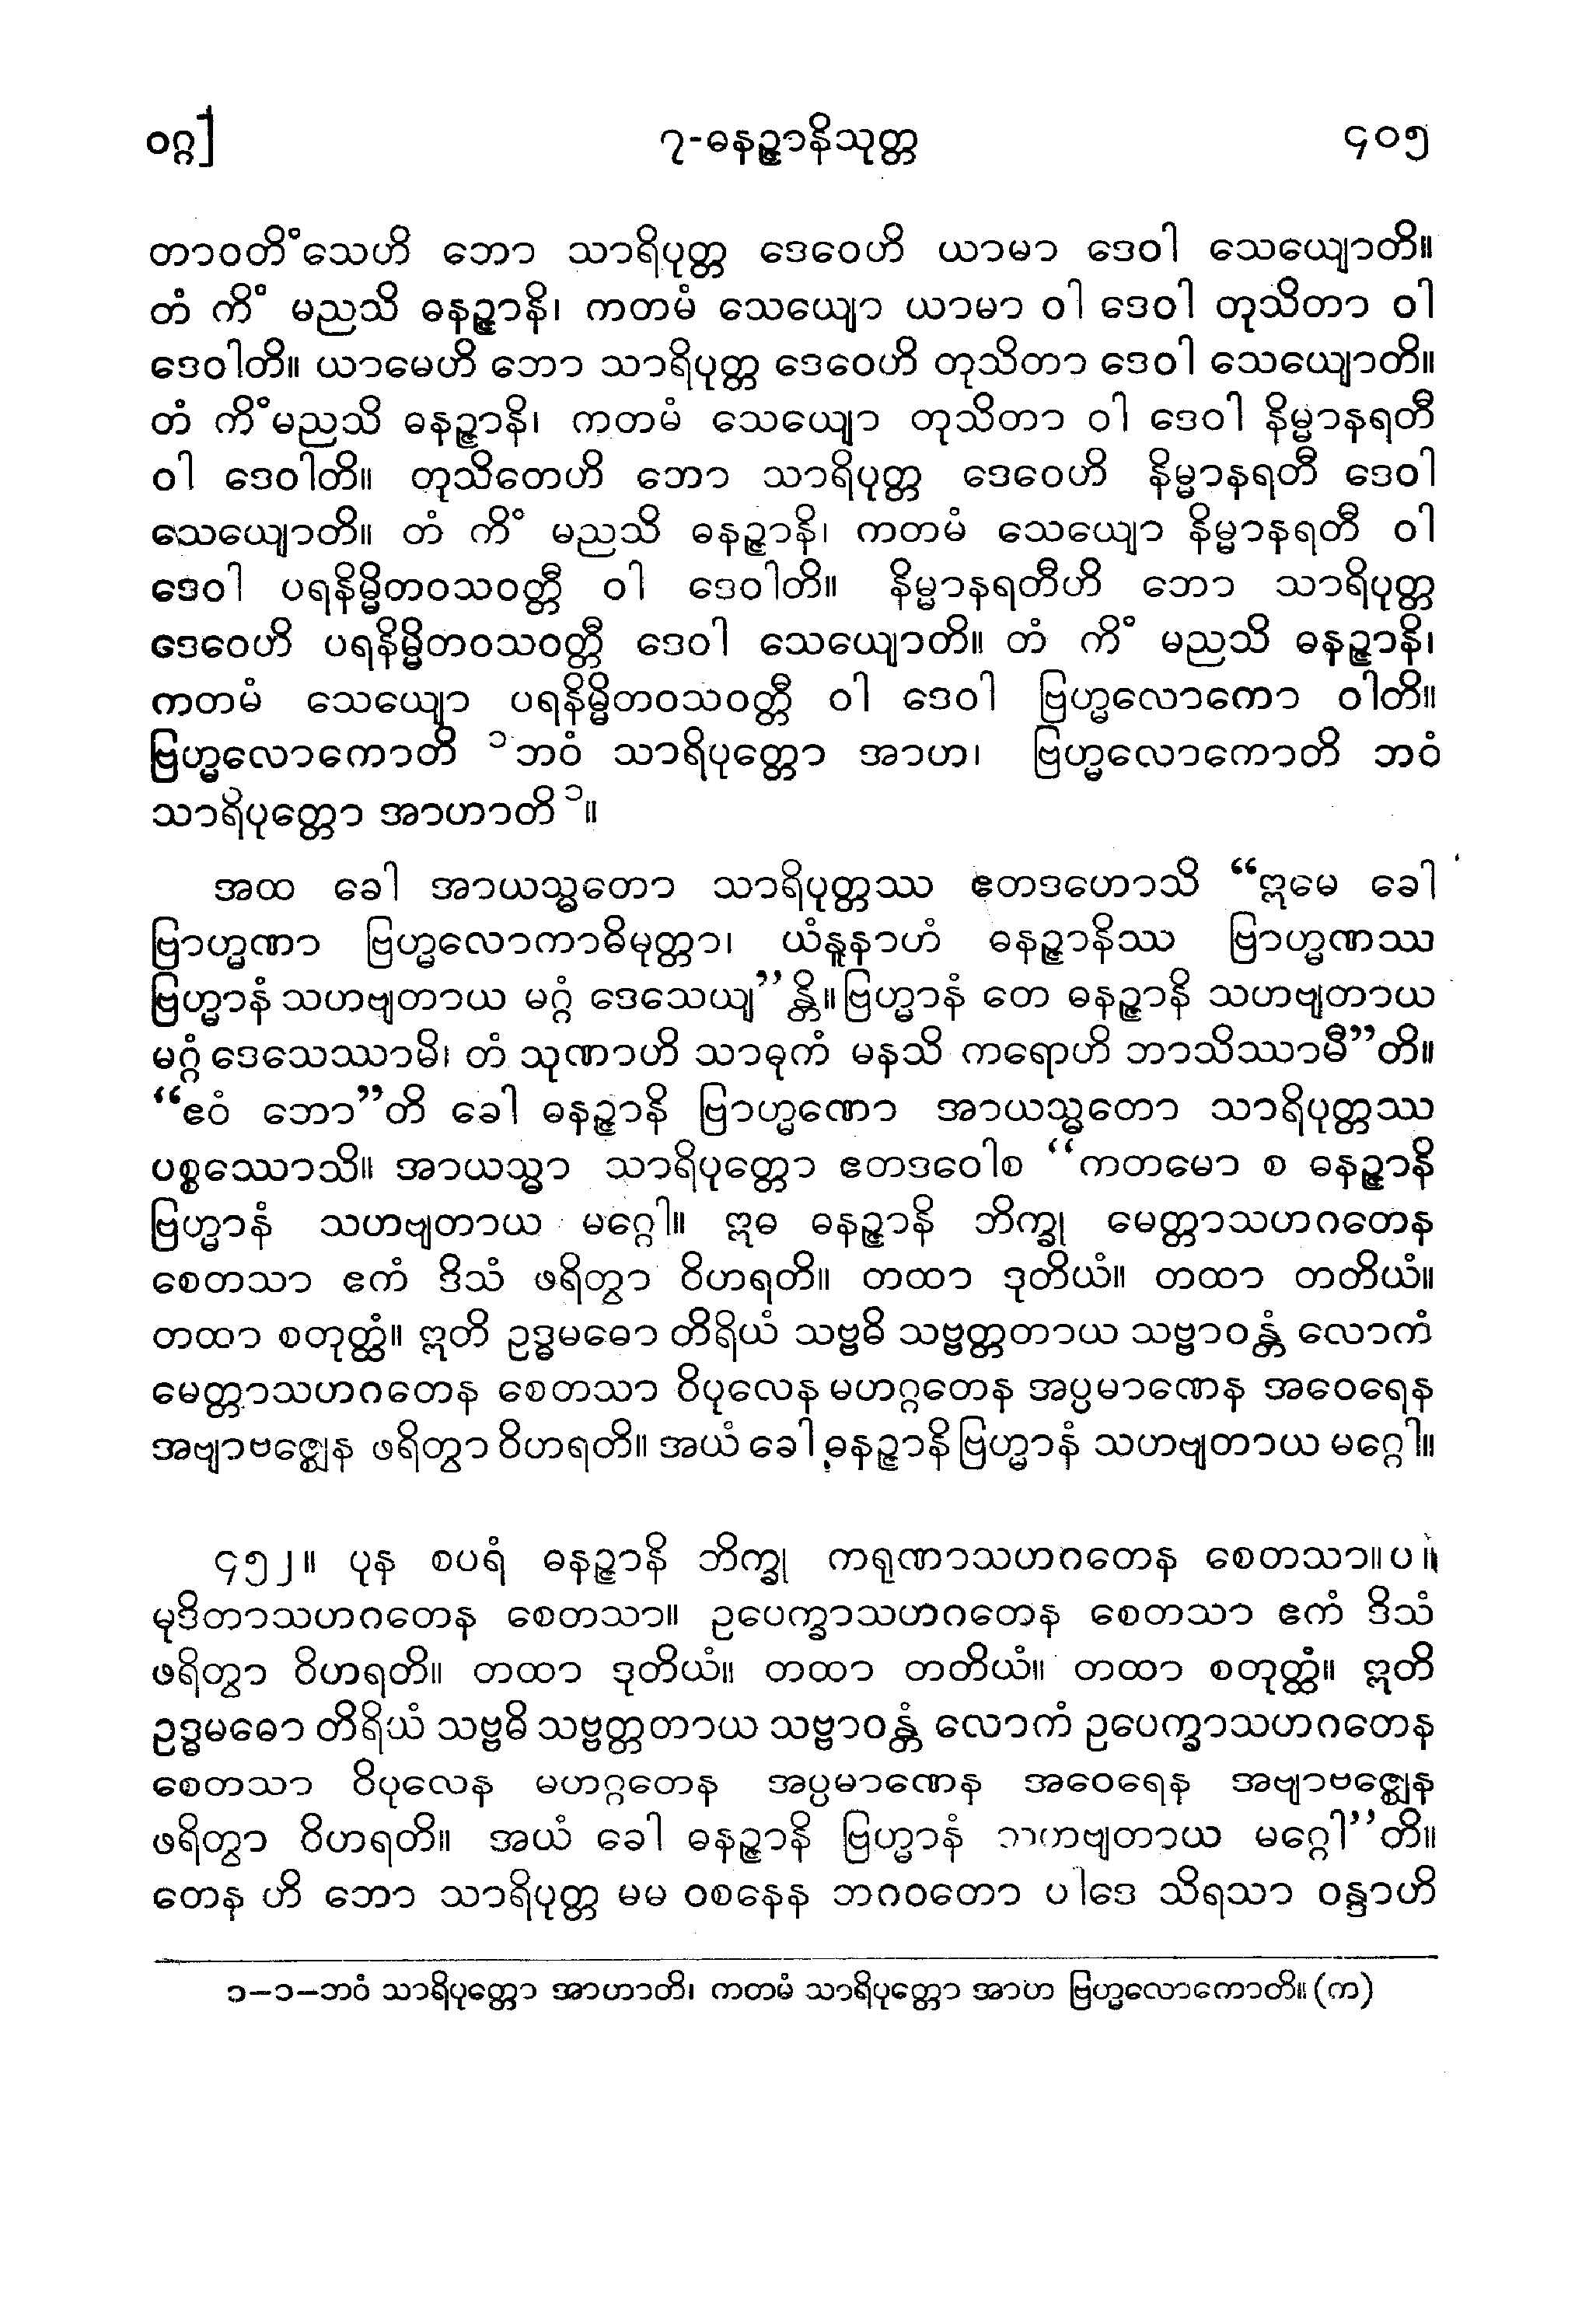 ဝဂ္ဂ] ၇-ဓနဉ္ဇာနိသုတ္တ ၄၀၅
တာဝတိံသေဟိ ဘော သာရိပုတ္တ ဒေဝေဟိ ယာမာ ဒေဝါ သေယျောတိ။
တံ ကိံ မညသိ ဓနဉ္ဇာနိ၊ ကတမံ သေယျော ယာမာ ဝါ ဒေဝါ တုသိတာ ဝါ
ဒေဝါတိ။ ယာမေဟိ ဘော သာရိပုတ္တ ဒေဝေဟိ တုသိတာ ဒေဝါ သေယျောတိ။
တံ ကိံမညသိ ဓနဉ္ဇာနိ၊ ကတမံ သေယျော တုသိတာ ဝါ ဒေဝါ နိမ္မာနရတီ
ဝါ ဒေဝါတိ။ တုသိတေဟိ ဘော သာရိပုတ္တ ဒေဝေဟိ နိမ္မာနရတီ ဒေဝါ
သေယျောတိ။ တံ ကိံ မညသိ ဓနဉ္ဇာနိ၊ ကတမံ သေယျော နိမ္မာနရတီ ဝါ
ဒေဝါ ပရနိမ္မိတဝသဝတ္တီ ဝါ ဒေဝါတိ။ နိမ္မာနရတီဟိ ဘော သာရိပုတ္တ
ဒေဝေဟိ ပရနိမ္မိတဝသဝတ္တီ ဒေဝါ သေယျောတိ။ တံ ကိံ မညသိ ဓနဉ္ဇာနိ၊
ကတမံ သေယျော ပရနိမ္မိတဝသဝတ္တီ ဝါ ဒေဝါ ဗြဟ္မလောကော ဝါတိ။
ဗြဟ္မလောကောတိ ၁ဘဝံ သာရိပုတ္တော အာဟ၊ ဗြဟ္မလောကောတိ ဘဝံ
သာရိပုတ္တော အာဟာတိ၁။
အထ ခေါ အာယသ္မတော သာရိပုတ္တဿ ဧတဒဟောသိ “ဣမေ ခေါ
ဗြာဟ္မဏာ ဗြဟ္မလောကာဓိမုတ္တာ၊ ယံနူနာဟံ ဓနဉ္ဇာနိဿ ဗြာဟ္မဏဿ
ဗြဟ္မာနံ သဟဗျတာယ မဂ္ဂံ ဒေသေယျ”န္တိ။ ဗြဟ္မာနံ တေ ဓနဉ္ဇာနိ သဟဗျတာယ
မဂ္ဂံ ဒေသေဿာမိ၊ တံ သုဏာဟိ သာဓုကံ မနသိ ကရောဟိ ဘာသိဿာမီ”တိ။
“ဧဝံ ဘော”တိ ခေါ ဓနဉ္ဇာနိ ဗြာဟ္မဏော အာယသ္မတော သာရိပုတ္တဿ
ပစ္စဿောသိ။ အာယသ္မာ သာရိပုတ္တော ဧတဒဝေါစ “ကတမော စ ဓနဉ္ဇာနိ
ဗြဟ္မာနံ သဟဗျတာယ မဂ္ဂေါ။ ဣဓ ဓနဉ္ဇာနိ ဘိက္ခု မေတ္တာသဟဂတေန
စေတသာ ဧကံ ဒိသံ ဖရိတွာ ဝိဟရတိ။ တထာ ဒုတိယံ။ တထာ တတိယံ။
တထာ စတုတ္ထံ။ ဣတိ ဥဒ္ဓမဓော တိရိယံ သဗ္ဗဓိ သဗ္ဗတ္တတာယ သဗ္ဗာဝန္တံ လောကံ
မေတ္တာသဟဂတေန စေတသာ ဝိပုလေန မဟဂ္ဂတေန အပ္ပမာဏေန အဝေရေန
အဗျာဗဇ္ဈေန ဖရိတွာ ဝိဟရတိ။ အယံ ခေါ ဓနဉ္ဇာနိ ဗြဟ္မာနံ သဟဗျတာယ မဂ္ဂေါ။
၄၅၂။ ပုန စပရံ ဓနဉ္ဇာနိ ဘိက္ခု ကရုဏာသဟဂတေန စေတသာ။ပ။
မုဒိတာသဟဂတေန စေတသာ။ ဥပေက္ခာသဟဂတေန စေတသာ ဧကံ ဒိသံ
ဖရိတွာ ဝိဟရတိ။ တထာ ဒုတိယံ။ တထာ တတိယံ။ တထာ စတုတ္ထံ။ ဣတိ
ဥဒ္ဓမဓော တိရိယံ သဗ္ဗဓိ သဗ္ဗတ္တတာယ သဗ္ဗာဝန္တံ လောကံ ဥပေက္ခာသဟဂတေန
စေတသာ ဝိပုလေန မဟဂ္ဂတေန အပ္ပမာဏေန အဝေရေန အဗျာဗဇ္ဈေန
ဖရိတွာ ဝိဟရတိ။ အယံ ခေါ ဓနဉ္ဇာနိ ဗြဟ္မာနံ သဟဗျတာယ မဂ္ဂေါ”တိ။
တေန ဟိ ဘော သာရိပုတ္တ မမ ဝစနေန ဘဂဝတော ပါဒေ သိရသာ ဝန္ဒာဟိ
၁–၁–ဘဝံ သာရိပုတ္တော အာဟာတိ၊ ကတမံ သာရိပုတ္တော အာဟ ဗြဟ္မလောကောတိ။ (က)